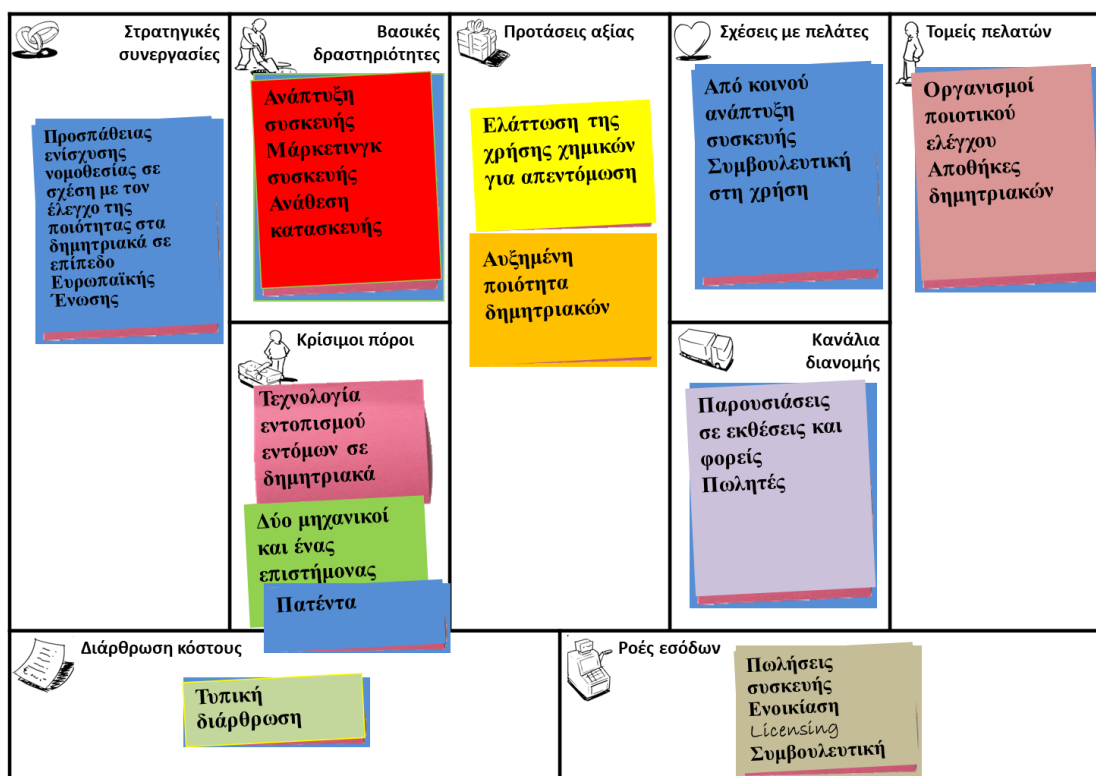 Στρατηγικές
συνεργασίες
Προσπάθειας
ενίσχυσης
νομοθεσίας σε
σχέση με τον
έλεγχο της
ποιότητας στα
δημητριακά σε
επίπεδο
Ευρωπαϊκής
Ένωσης
Βασικές
δραστηριότητες
Ανάπτυξη
συσκευής
Μάρκετινγκ
συσκευής
Ανάθεση
κατασκευής
Κρίσιμοι πόροι
Τεχνολογία
εντοπισμού
εντόμων σε
δημητριακά
Δύο μηχανικοί
και ένας
επιστήμονας
Πατέντα
Προτάσεις αξίας
Ελάττωση της
χρήσης χημικών
για απεντόμωση
Αυξημένη
ποιότητα
δημητριακών
Σχέσεις με πελάτες
Από κοινού
ανάπτυξη
συσκευής
Συμβουλευτική
στη χρήση
Κανάλια
διανομής
Παρουσιάσεις
σε εκθέσεις και
φορείς
Πωλητές
Τομείς πελατών
Οργανισμοί
ποιοτικού
ελέγχου
Αποθήκες
δημητριακών
Διάρθρωση κόστους
Τυπική
διάρθρωση
Ροές εσόδων
Πωλήσεις
συσκευής
Ενοικίαση
Licensing
Συμβουλευτική